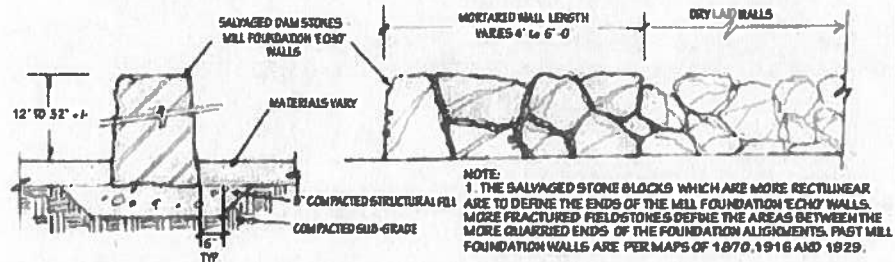 SALVAGED DAM STONES
MILL FOUNDATION 'ECHO'
WALLS
MORTARED WALL LENGTH
VARIES 4' to 6'-0
DRY LAID WALLS
12" TO 32" +/-
MATERIALS VARY
COMPACTED STRUCTURAL FILL
COMPACTED SUB-GRADE
6"
TYP.
NOTE:
1. THE SALVAGED STONE BLOCKS WHICH ARE MORE RECTILINEAR
ARE TO DEFINE THE ENDS OF THE MILL FOUNDATION 'ECHO' WALLS.
MORE FRACTURED FIELDSTONES DEFINE THE AREAS BETWEEN THE
MORE QUARRIED ENDS OF THE FOUNDATION ALIGNMENTS. PAST MILL
FOUNDATION WALLS ARE PER MAPS OF 1870, 1916 AND 1929.